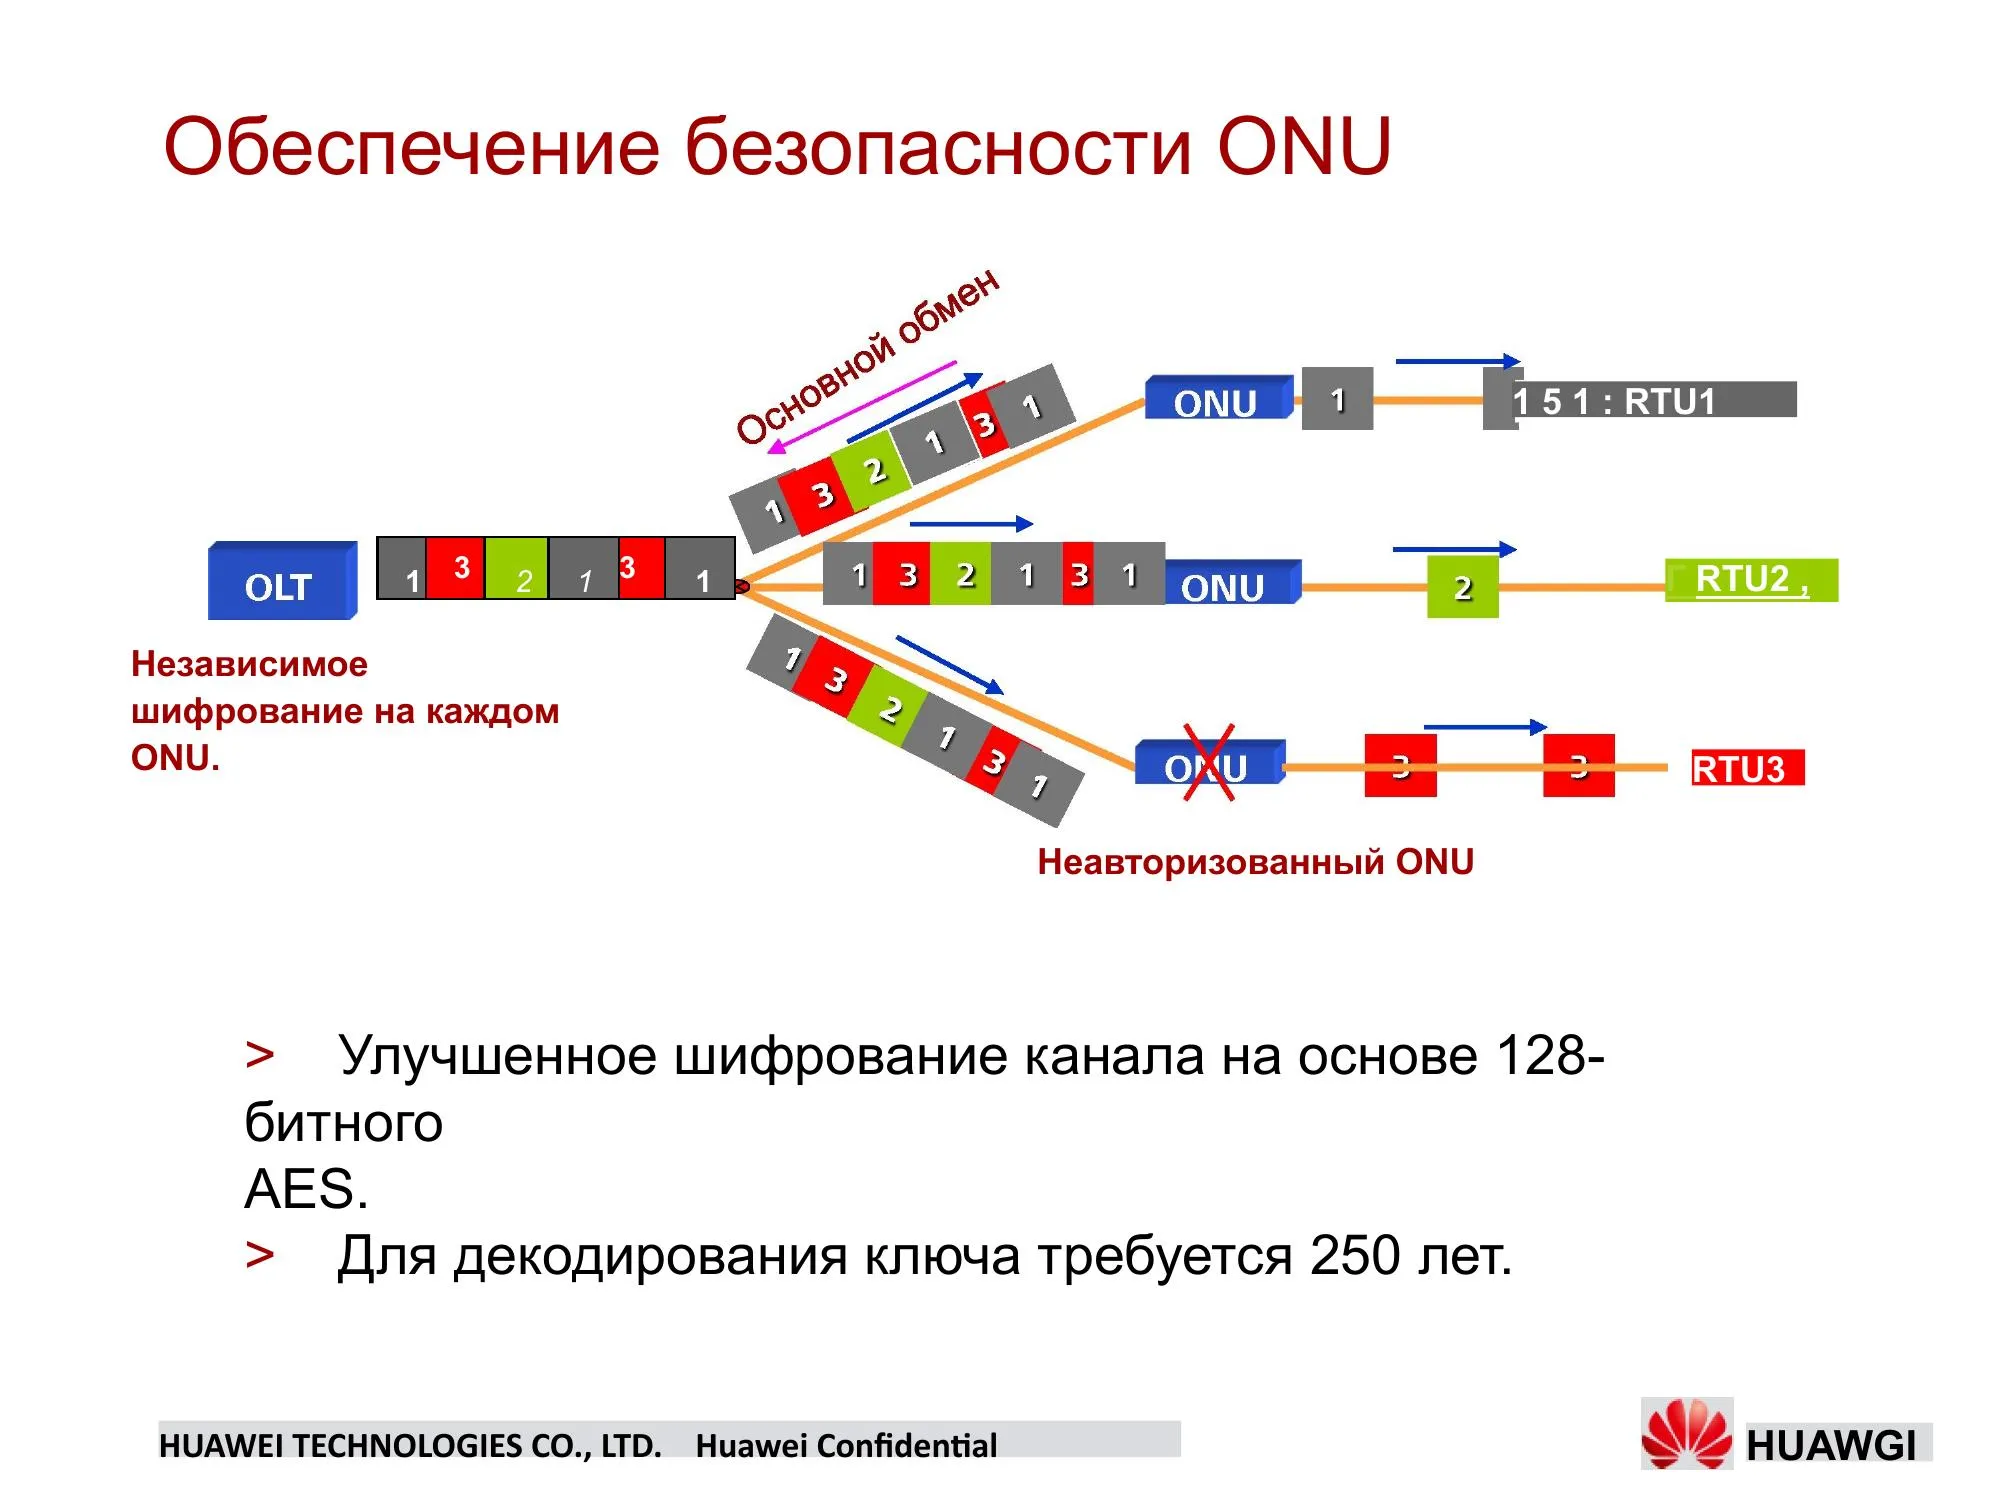 Обеспечение безопасности ONU
Основной обмен
1 3 2 1 3 1
ONU 1 1 5 1 : RTU1
OLT 1 3 2 1 3 1
1 3 2 1 3 1 ONU 2 RTU2 ,
1 3 2 1 3 1
ONU 3 3 RTU3
Независимое
шифрование на каждом
ONU.
Неавторизованный ONU
> Улучшенное шифрование канала на основе 128-
битного
AES.
> Для декодирования ключа требуется 250 лет.
HUAWEI TECHNOLOGIES CO., LTD. Huawei Confidential
HUAWGI